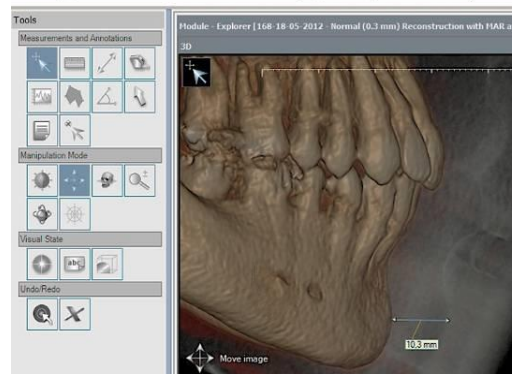 Tools
Measurements and Annotations
abc
Manipulation Mode
Visual State
Undo/Redo
Module - Explorer [168-18-05-2012 - Normal (0.3 mm) Reconstruction with MAR a
3D
10.3 mm
Move image